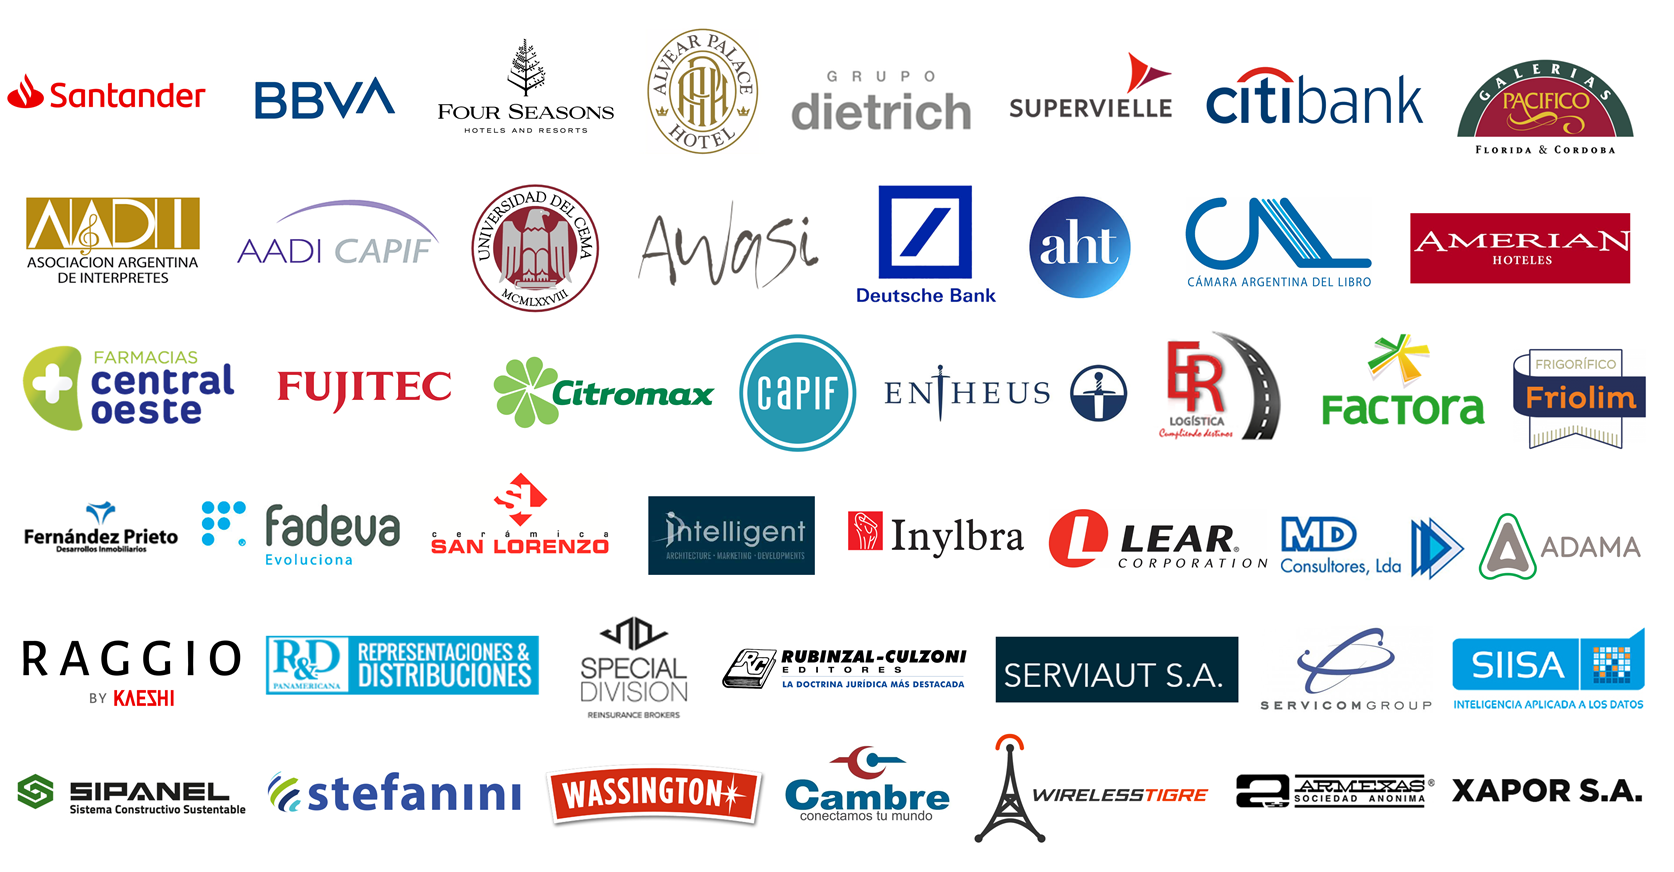 Santander
BBVA
FOUR SEASONS
HOTELS AND RESORTS
ALVEAR PALACE
HOTEL
GRUPO
dietrich
SUPERVIELLE
citibank
GALERIAS
PACIFICO
FLORIDA & CORDOBA
AADI
ASOCIACION ARGENTINA
DE INTERPRETES
AADI CAPIF
UNIVERSIDAD DEL CEMA
MCMLXXVIII
AWASI
Deutsche Bank
aht
CAL
CÁMARA ARGENTINA DEL LIBRO
AMERIAN
HOTELES
FARMACIAS
central
oeste
FUJITEC
Citromax
CAPIF
ENTHEUS
ER
LOGÍSTICA
Cumpliendo destinos
FACTORA
FRIGORÍFICO
Friolim
Fernández Prieto
Desarrollos Inmobiliarios
fadeva
Evoluciona
SL
cerámica
SAN LORENZO
intelligent
ARCHITECTURE · MARKETING · DEVELOPMENTS
Inylbra
L LEAR®
CORPORATION
MD
Consultores, Lda
ADAMA
RAGGIO
BY KAESHI
R&D
PANAMERICANA
REPRESENTACIONES &
DISTRIBUCIONES
SPECIAL
DIVISION
REINSURANCE BROKERS
RC
RUBINZAL-CULZONI
EDITORES
LA DOCTRINA JURÍDICA MÁS DESTACADA
SERVIAUT S.A.
SERVICOMGROUP
SIISA
INTELIGENCIA APLICADA A LOS DATOS
SIPANEL
Sistema Constructivo Sustentable
stefanini
WASSINGTON
Cambre
conectamos tu mundo
WIRELESSTIGRE
a ARMEXAS®
SOCIEDAD ANONIMA
XAPOR S.A.